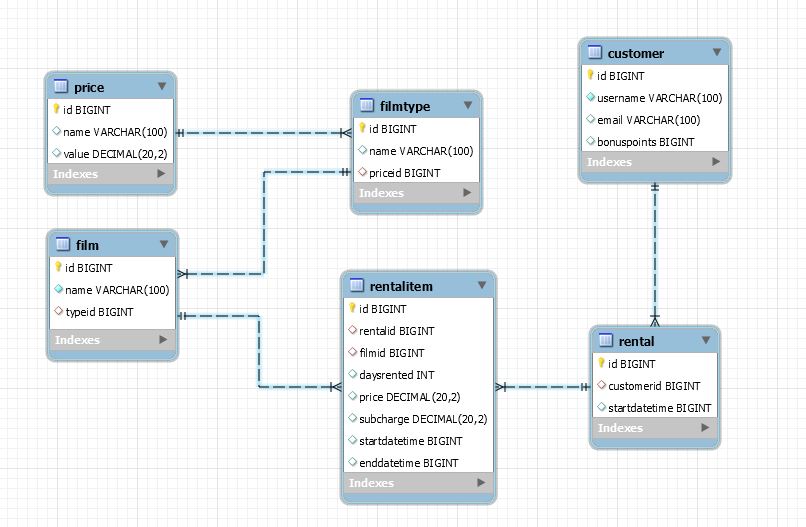 price
id BIGINT
name VARCHAR(100)
value DECIMAL(20,2)
Indexes
filmtype
id BIGINT
name VARCHAR(100)
priceid BIGINT
Indexes
customer
id BIGINT
username VARCHAR(100)
email VARCHAR(100)
bonuspoints BIGINT
Indexes
film
id BIGINT
name VARCHAR(100)
typeid BIGINT
Indexes
rentalitem
id BIGINT
rentalid BIGINT
filmid BIGINT
daysrented INT
price DECIMAL(20,2)
subcharge DECIMAL(20,2)
startdatetime BIGINT
enddatetime BIGINT
Indexes
rental
id BIGINT
customerid BIGINT
startdatetime BIGINT
Indexes